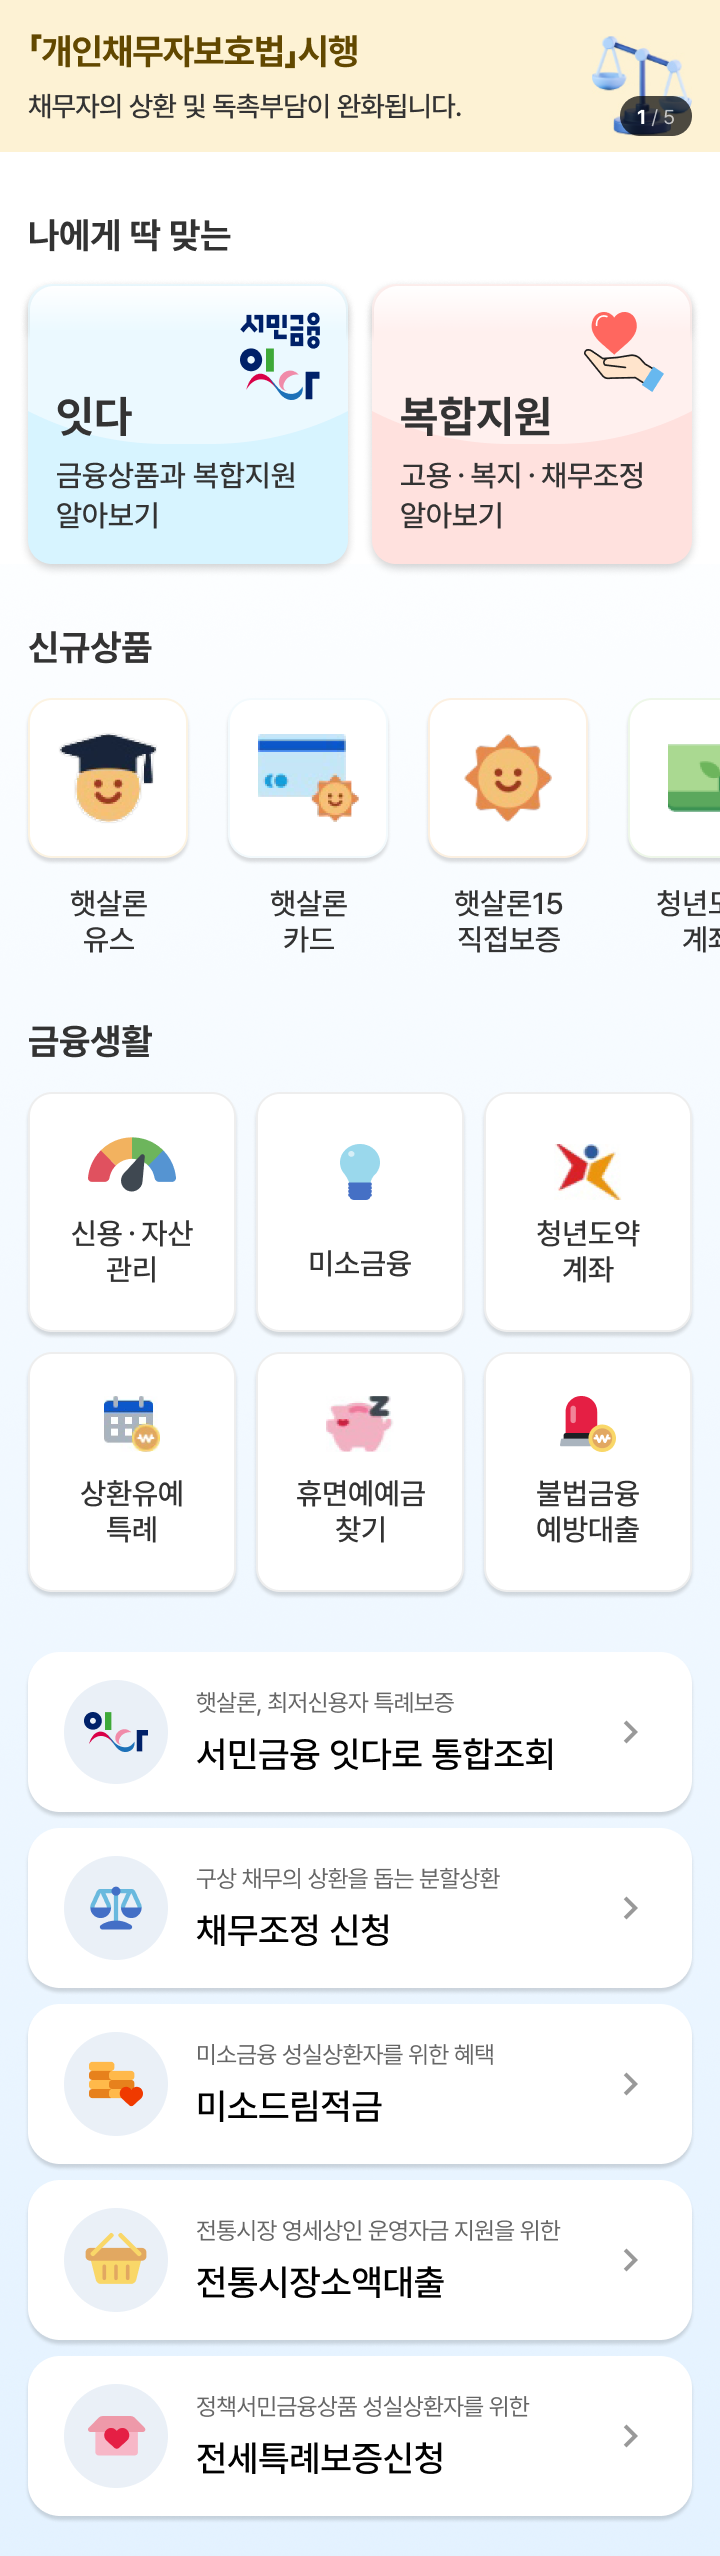 「개인채무자보호법」시행
채무자의 상환 및 독촉부담이 완화됩니다.
1 / 5
나에게 딱 맞는
서민금융
잇다
잇다
금융상품과 복합지원
알아보기
복합지원
고용 · 복지 · 채무조정
알아보기
신규상품
햇살론
유스
햇살론
카드
햇살론15
직접보증
청년도
계좌
금융생활
신용 · 자산
관리
미소금융
청년도약
계좌
상환유예
특례
Z
휴면예예금
찾기
불법금융
예방대출
잇다
햇살론, 최저신용자 특례보증
서민금융 잇다로 통합조회
구상 채무의 상환을 돕는 분할상환
채무조정 신청
미소금융 성실상환자를 위한 혜택
미소드림적금
전통시장 영세상인 운영자금 지원을 위한
전통시장소액대출
정책서민금융상품 성실상환자를 위한
전세특례보증신청